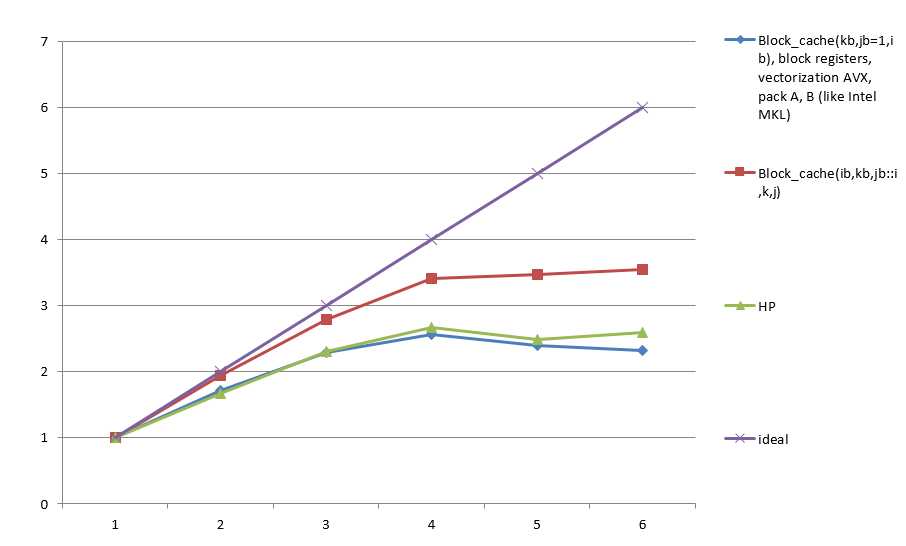 7
6
5
4
3
2
1
0
1 2 3 4 5 6
Block_cache(kb,jb=1,i
b), block registers,
vectorization AVX,
pack A, B (like Intel
MKL)
Block_cache(ib,kb,jb::i
,k,j)
HP
ideal